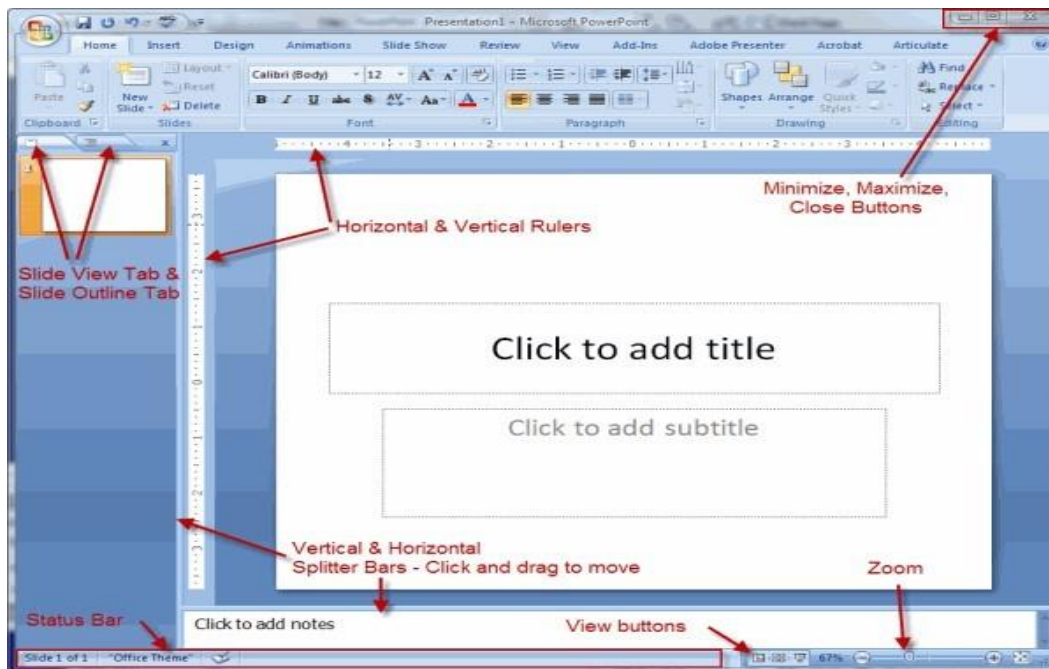 Presentation1 - Microsoft PowerPoint
Home Insert Design Animations Slide Show Review View Add-Ins Adobe Presenter Acrobat Articulate
Paste
New Slide
Layout
Reset
Delete
Calibri (Body) 12
B I U abc S AV Aa A
Shapes Arrange Quick Styles
Find
Replace
Select
Clipboard Slides Font Paragraph Drawing Editing
Minimize, Maximize,
Close Buttons
Horizontal & Vertical Rulers
Slide View Tab &
Slide Outline Tab
Click to add title
Click to add subtitle
Vertical & Horizontal
Splitter Bars - Click and drag to move
Zoom
Status Bar
Click to add notes
View buttons
Slide 1 of 1 "Office Theme" 67%